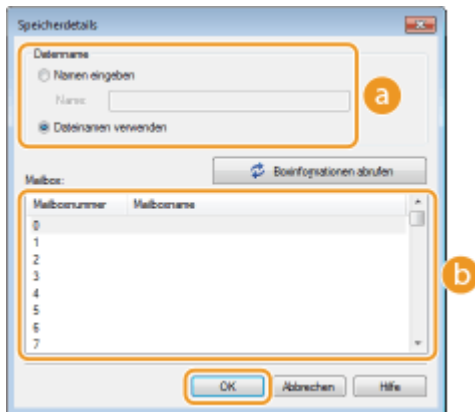 Speicherdetails
Datenname
Namen eingeben
Name:
Dateinamen verwenden
a
Boxinformationen abrufen
Mailbox:
Mailboxnummer Mailboxname
0
1
2
3
4
5
6
7
b
OK Abbrechen Hilfe